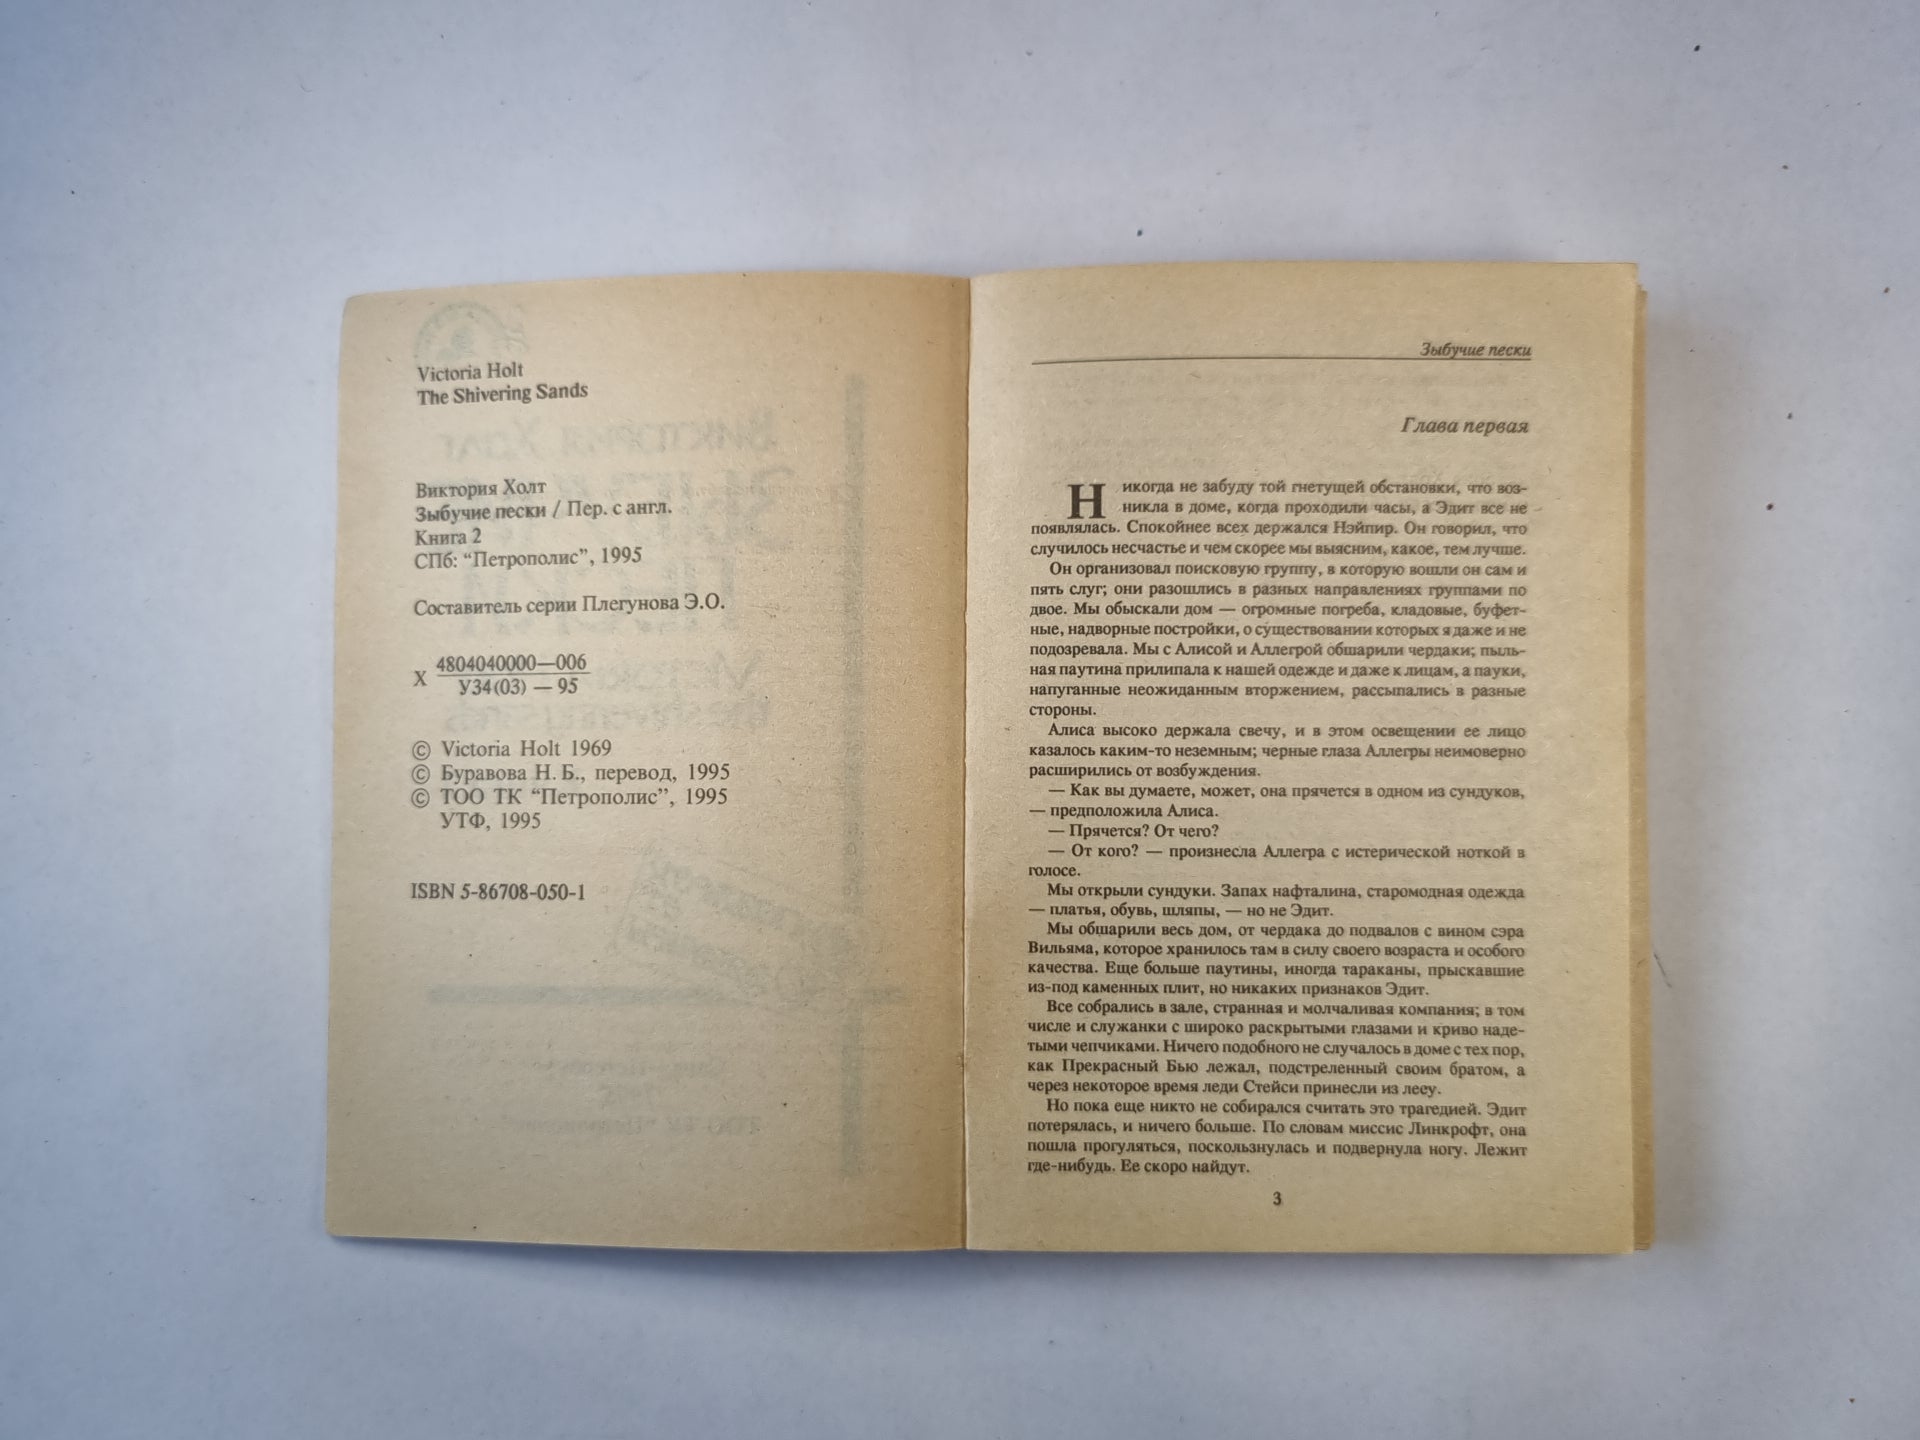 Victoria Holt
The Shivering Sands
Виктория Холт
Зыбучие пески / Пер. с англ.
Книга 2
СПб: “Петрополис”, 1995
Составитель серии Плегунова Э.О.
Х 4804040000—006
У34(03) — 95
© Victoria Holt 1969
© Буравова Н. Б., перевод, 1995
© ТОО ТК “Петрополис”, 1995
УТФ, 1995
ISBN 5-86708-050-1
Зыбучие пески
Глава первая
Никогда не забуду той гнетущей обстановки, что воз-
никла в доме, когда проходили часы, а Эдит все не
появлялась. Спокойнее всех держался Нэйпир. Он говорил, что
случилось несчастье и чем скорее мы выясним, какое, тем лучше.
Он организовал поисковую группу, в которую вошли он сам и
пять слуг; они разошлись в разных направлениях группами по
двое. Мы обыскали дом — огромные погреба, кладовые, буфет-
ные, надворные постройки, о существовании которых я даже и не
подозревала. Мы с Алисой и Аллегрой обшарили чердаки; пыль-
ная паутина прилипала к нашей одежде и даже к лицам, а пауки,
напуганные неожиданным вторжением, рассыпались в разные
стороны.
Алиса высоко держала свечу, и в этом освещении ее лицо
казалось каким-то неземным; черные глаза Аллегры неимоверно
расширились от возбуждения.
— Как вы думаете, может, она прячется в одном из сундуков,
— предположила Алиса.
— Прячется? От чего?
— От кого? — произнесла Аллегра с истерической ноткой в
голосе.
Мы открыли сундуки. Запах нафталина, старомодная одежда
— платья, обувь, шляпы, — но не Эдит.
Мы обшарили весь дом, от чердака до подвалов с вином сэра
Вильяма, которое хранилось там в силу своего возраста и особого
качества. Еще больше паутины, иногда тараканы, прыскавшие
из-под каменных плит, но никаких признаков Эдит.
Все собрались в зале, странная и молчаливая компания; в том
числе и служанки с широко раскрытыми глазами и криво наде-
тыми чепчиками. Ничего подобного не случалось в доме с тех пор,
как Прекрасный Бью лежал, подстреленный своим братом, а
через некоторое время леди Стейси принесли из лесу.
Но пока еще никто не собирался считать это трагедией. Эдит
потерялась, и ничего больше. По словам миссис Линкрофт, она
пошла прогуляться, поскользнулась и подвернула ногу. Лежит
где-нибудь. Ее скоро найдут.
3